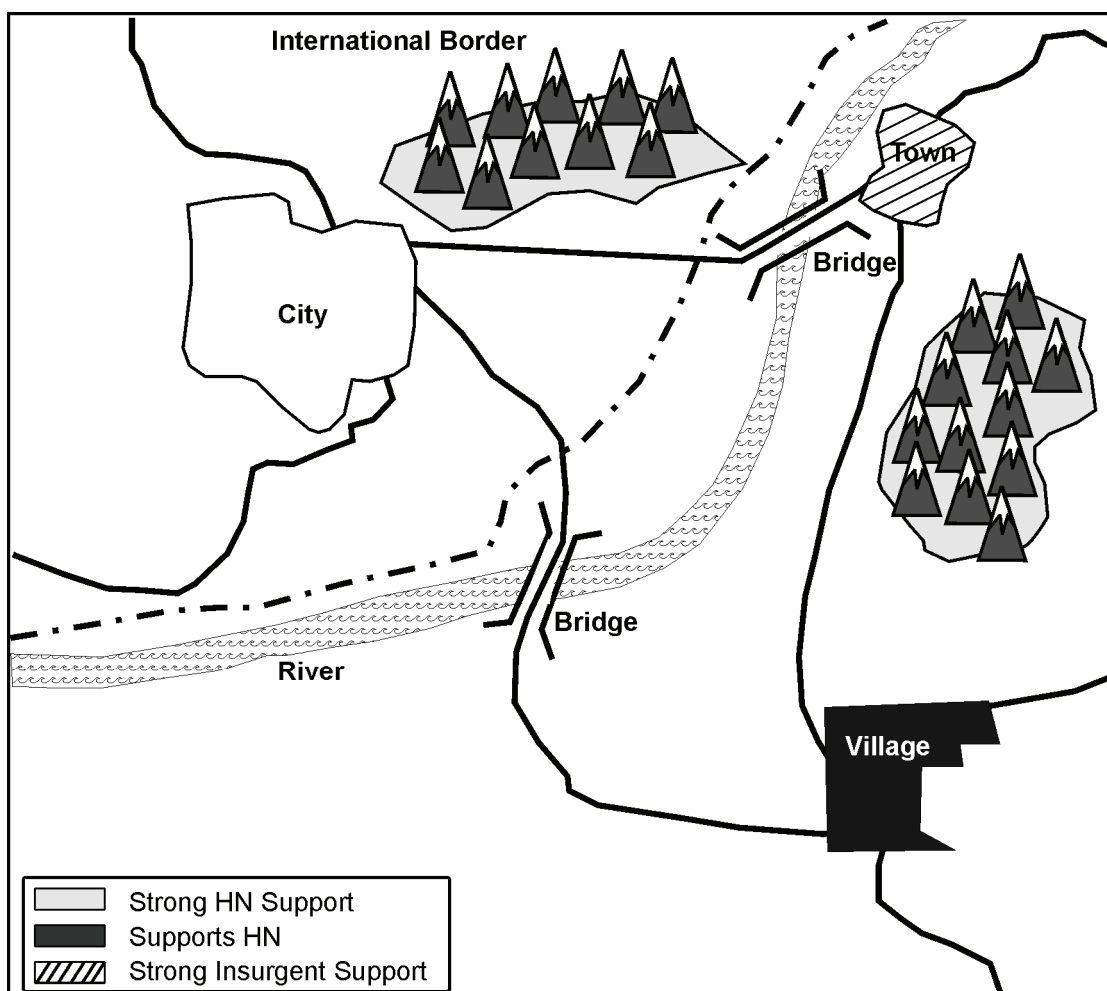 International Border
Town
Bridge
City
Bridge
River
Village
Strong HN Support
Supports HN
Strong Insurgent Support